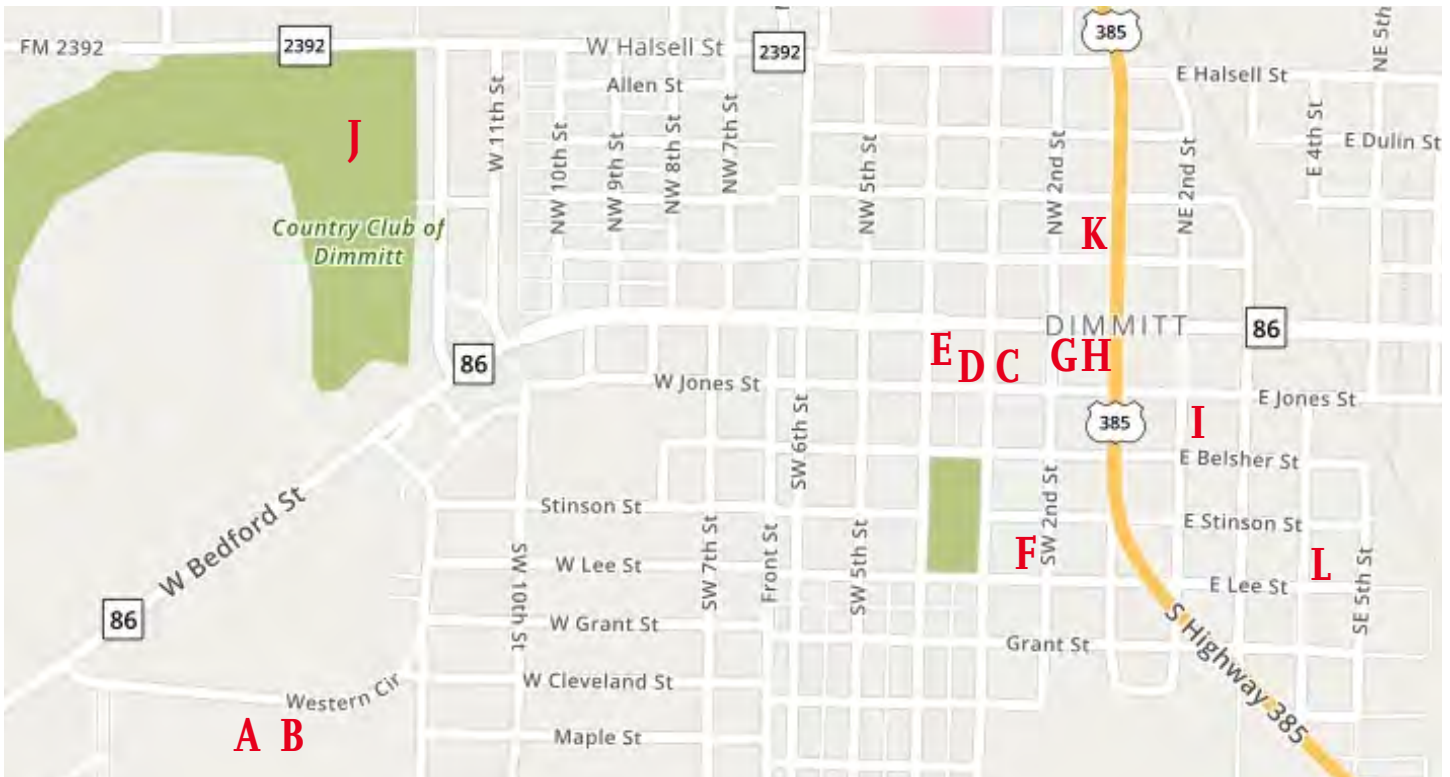 FM 2392
2392
W Halsell St
2392
385
NE 5th
E Halsell St
Allen St
W 11th St
NW 10th St
NW 9th St
NW 8th St
NW 7th St
NW 5th St
NW 2nd St
NE 2nd St
E 4th St
E Dulin St
J
Country Club of
Dimmitt
K
DIMMITT
86
86
E
D
C
G
H
W Jones St
E Jones St
385
I
SW 6th St
E Belsher St
Stinson St
E Stinson St
W Bedford St
SW 10th St
SW 7th St
Front St
SW 5th St
SW 2nd St
F
L
SE 5th St
W Lee St
E Lee St
86
W Grant St
Grant St
S Highway 385
Western Cir
W Cleveland St
A
B
Maple St